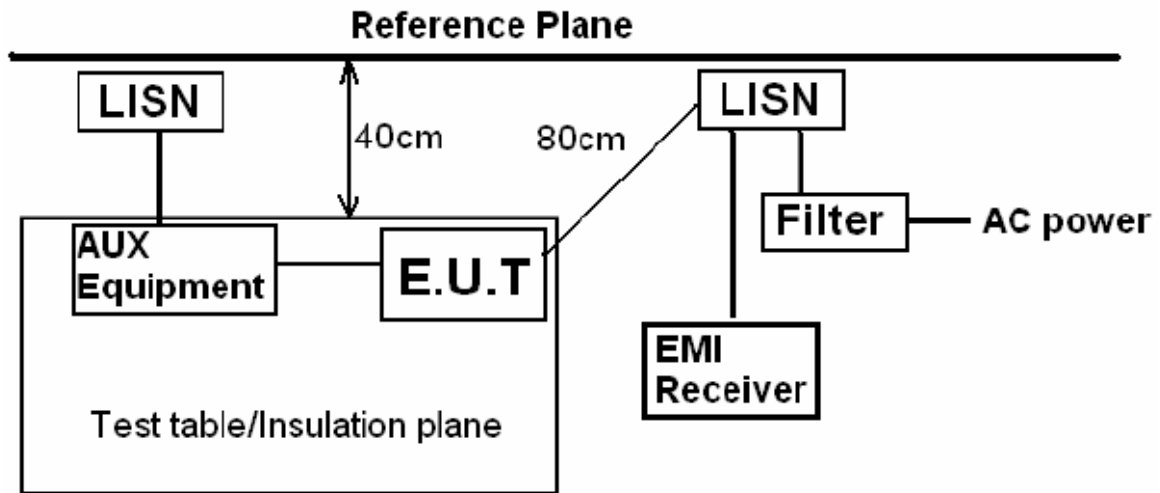 Reference Plane
LISN
40cm
80cm
LISN
Filter
AC power
AUX
Equipment
E.U.T
EMI
Receiver
Test table/Insulation plane